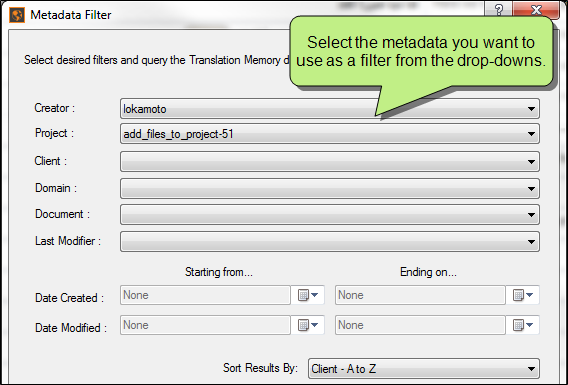 Metadata Filter
Select the metadata you want to
use as a filter from the drop-downs.
Select desired filters and query the Translation Memory d
Creator : lokamoto
Project : add_files_to_project-51
Client :
Domain :
Document :
Last Modifier :
Starting from... Ending on...
Date Created : None None
Date Modified : None None
Sort Results By: Client - A to Z